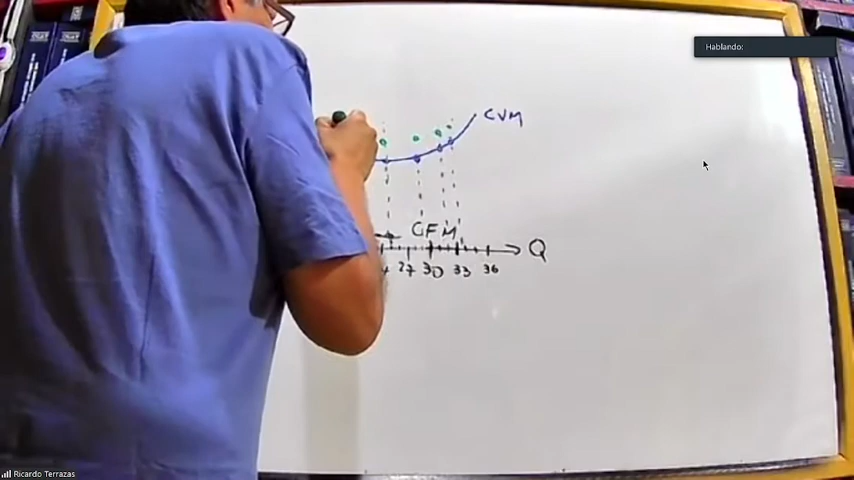 Hablando:
CVM
CFM
Q
27 30 33 36
Ricardo Terrazas